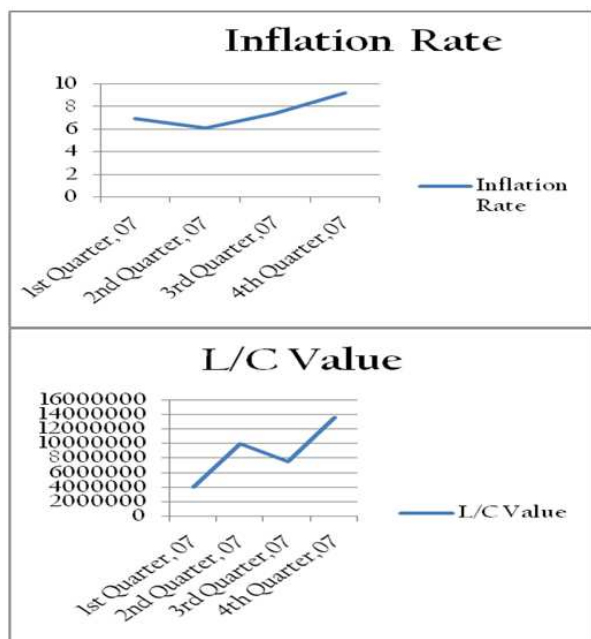 Inflation Rate
10
8
6
4
2
0
1st Quarter,07
2nd Quarter,07
3rd Quarter,07
4th Quarter,07
Inflation
Rate
L/C Value
16000000
14000000
12000000
10000000
8000000
6000000
4000000
2000000
0
1st Quarter,07
2nd Quarter,07
3rd Quarter,07
4th Quarter,07
L/C Value